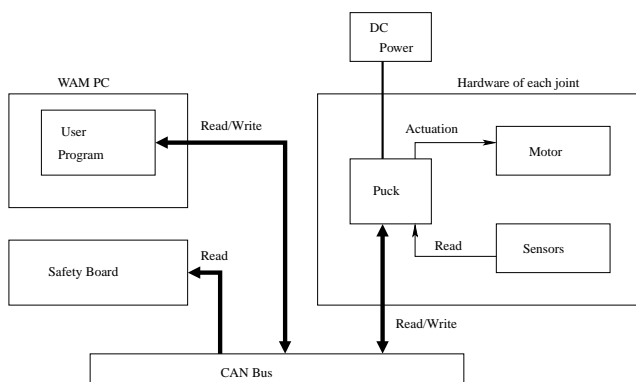 DC
Power
WAM PC
Hardware of each joint
User
Program
Read/Write
Actuation
Motor
Puck
Safety Board
Read
Read
Sensors
Read/Write
CAN Bus